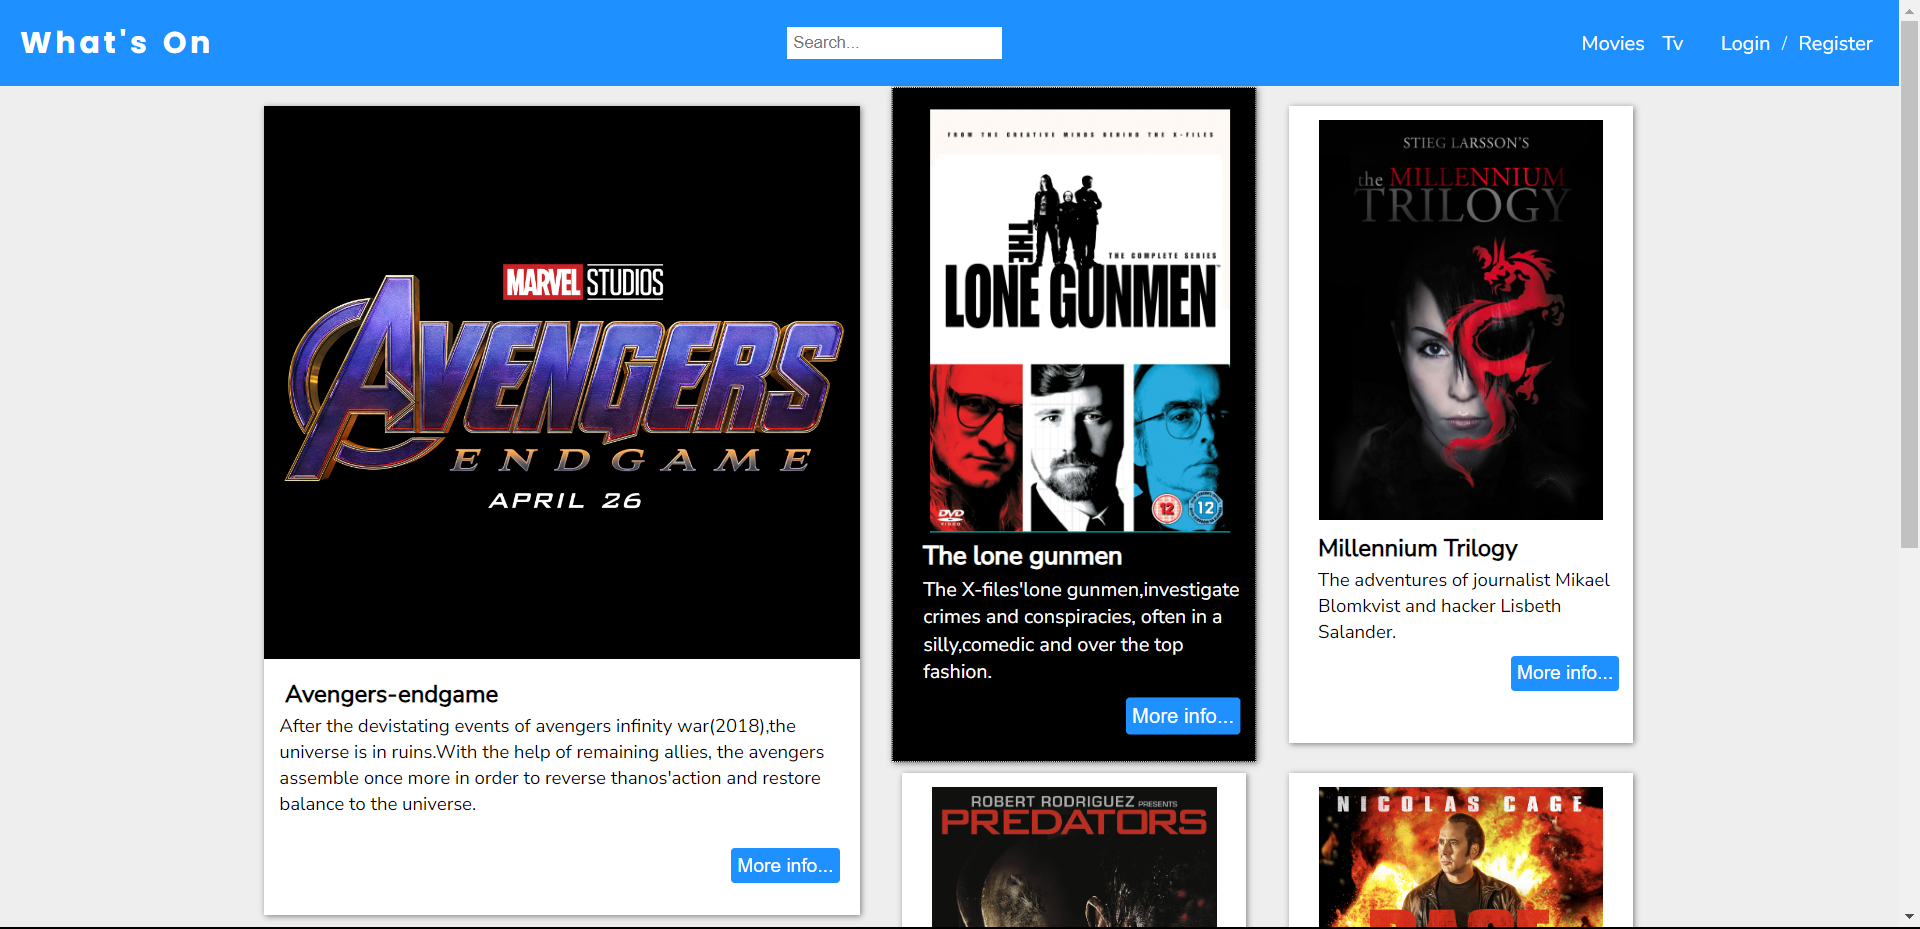 What's On
Search...
Movies Tv Login / Register
MARVEL STUDIOS
AVENGERS
ENDGAME
APRIL 26
Avengers-endgame
After the devistating events of avengers infinity war(2018),the
universe is in ruins.With the help of remaining allies, the avengers
assemble once more in order to reverse thanos'action and restore
balance to the universe.
More info...
FROM THE CREATIVE MINDS BEHIND THE X-FILES
THE
THE COMPLETE SERIES
LONE GUNMEN
DVD
VIDEO
12
12
The lone gunmen
The X-files'lone gunmen,investigate
crimes and conspiracies, often in a
silly,comedic and over the top
fashion.
More info...
STIEG LARSSON'S
the MILLENNIUM
TRILOGY
Millennium Trilogy
The adventures of journalist Mikael
Blomkvist and hacker Lisbeth
Salander.
More info...
ROBERT RODRIGUEZ PRESENTS
PREDATORS
NICOLAS CAGE